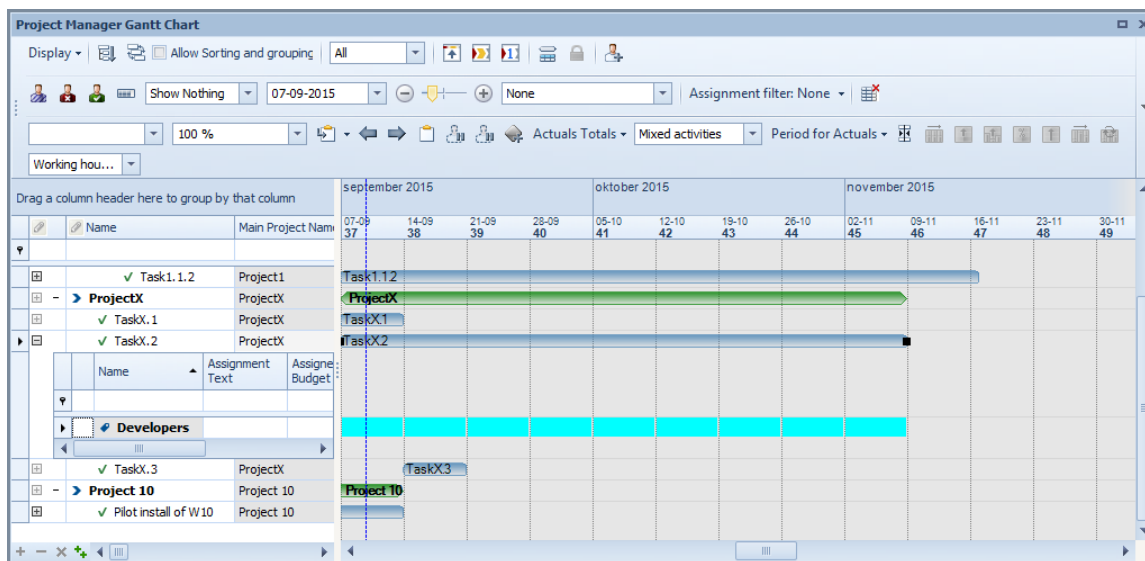 Project Manager Gantt Chart
Display Allow Sorting and grouping All
Show Nothing 07-09-2015 None Assignment filter: None
100 % Actuals Totals Mixed activities Period for Actuals
Working hou...
Drag a column header here to group by that column
september 2015 oktober 2015 november 2015
Name Main Project Nam
07-09 14-09 21-09 28-09 05-10 12-10 19-10 26-10 02-11 09-11 16-11 23-11 30-11
37 38 39 40 41 42 43 44 45 46 47 48 49
Task1.1.2 Project1 Task1.1.2
ProjectX ProjectX ProjectX
TaskX.1 ProjectX TaskX.1
TaskX.2 ProjectX TaskX.2
Name Assignment Text Assigne Budget
Developers
TaskX.3 ProjectX TaskX.3
Project 10 Project 10 Project 10
Pilot install of W10 Project 10